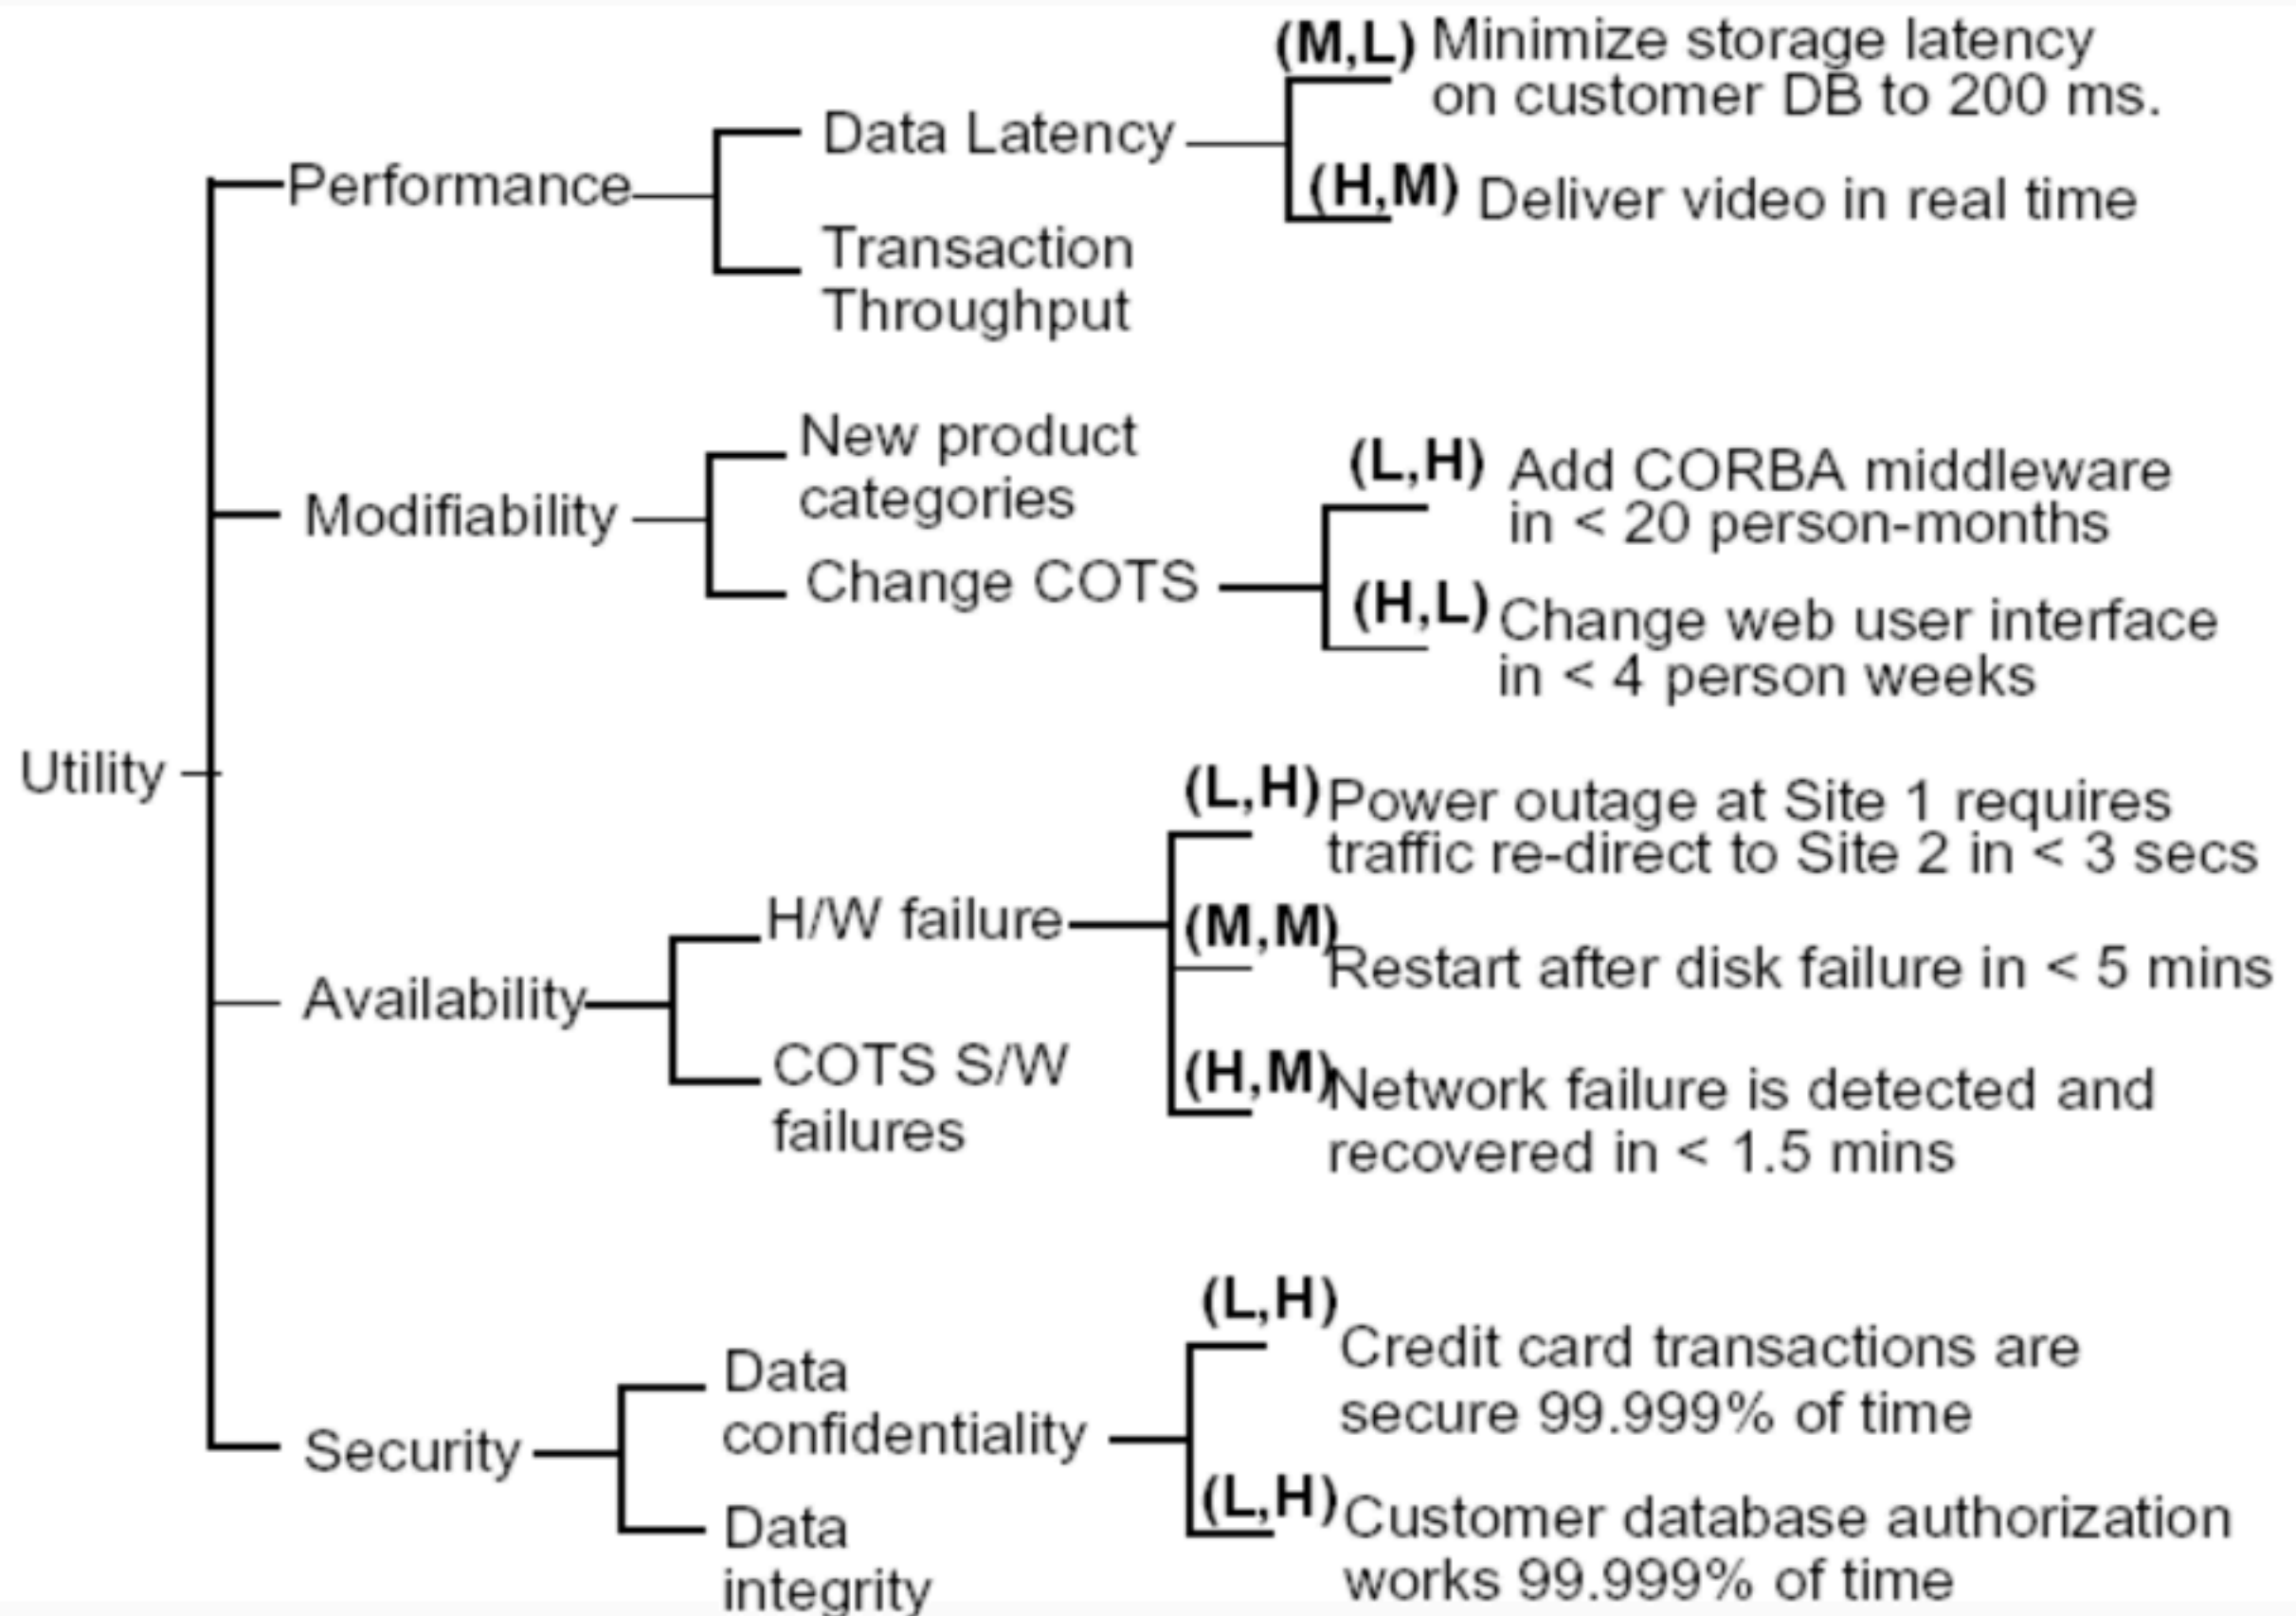 (M,L) Minimize storage latency
on customer DB to 200 ms.
Data Latency
Performance
(H,M) Deliver video in real time
Transaction
Throughput
New product
categories
(L,H) Add CORBA middleware
in < 20 person-months
Modifiability
Change COTS
(H,L) Change web user interface
in < 4 person weeks
Utility
(L,H) Power outage at Site 1 requires
traffic re-direct to Site 2 in < 3 secs
H/W failure
(M,M) Restart after disk failure in < 5 mins
Availability
COTS S/W
failures
(H,M) Network failure is detected and
recovered in < 1.5 mins
(L,H) Credit card transactions are
secure 99.999% of time
Data
confidentiality
Security
(L,H) Customer database authorization
works 99.999% of time
Data
integrity